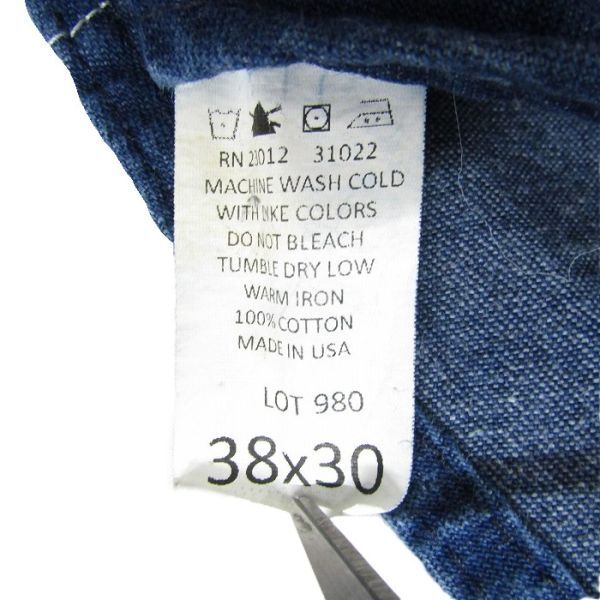 RN 28012 31022
MACHINE WASH COLD
WITH LIKE COLORS
DO NOT BLEACH
TUMBLE DRY LOW
WARM IRON
100% COTTON
MADE IN USA
LOT 980
38x30